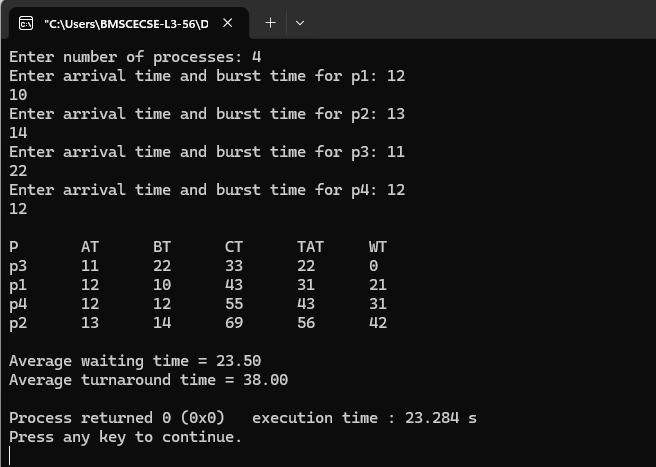 "C:\Users\BMSCECSE-L3-56\D
Enter number of processes: 4
Enter arrival time and burst time for p1: 12
10
Enter arrival time and burst time for p2: 13
14
Enter arrival time and burst time for p3: 11
22
Enter arrival time and burst time for p4: 12
12
P AT BT CT TAT WT
p3 11 22 33 22 0
p1 12 10 43 31 21
p4 12 12 55 43 31
p2 13 14 69 56 42
Average waiting time = 23.50
Average turnaround time = 38.00
Process returned 0 (0x0) execution time : 23.284 s
Press any key to continue.